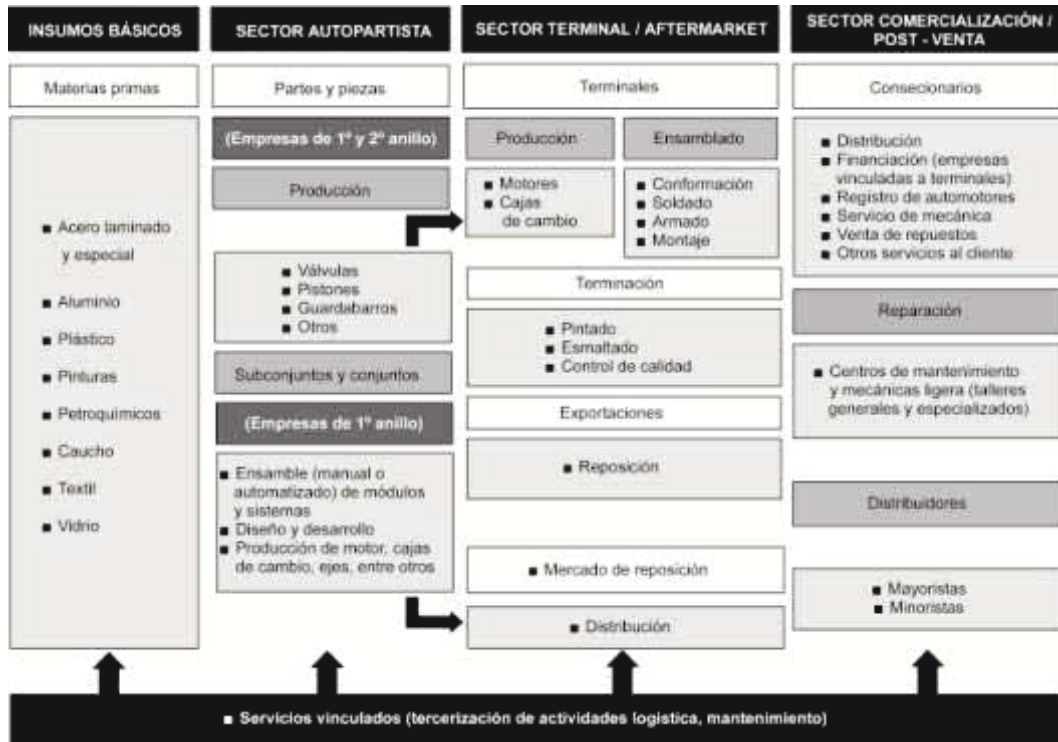 INSUMOS BÁSICOS
Materias primas
■ Acero laminado
y especial
■ Aluminio
■ Plástico
■ Pinturas
■ Petroquímicos
■ Caucho
■ Textil
■ Vidrio
SECTOR AUTOPARTISTA
Partes y piezas
(Empresas de 1º y 2º anillo)
Producción
■ Válvulas
■ Pistones
■ Guardabarros
■ Otros
Subconjuntos y conjuntos
(Empresas de 1º anillo)
■ Ensamble (manual o
automatizado) de módulos
y sistemas
■ Diseño y desarrollo
■ Producción de motor, cajas
de cambio, ejes, entre otros
SECTOR TERMINAL / AFTERMARKET
Terminales
Producción
■ Motores
■ Cajas
de cambio
Ensamblado
■ Conformación
■ Soldado
■ Armado
■ Montaje
Terminación
■ Pintado
■ Esmaltado
■ Control de calidad
Exportaciones
■ Reposición
■ Mercado de reposición
■ Distribución
SECTOR COMERCIALIZACIÓN /
POST - VENTA
Consecionarios
■ Distribución
■ Financiación (empresas
vinculadas a terminales)
■ Registro de automotores
■ Servicio de mecánica
■ Venta de repuestos
■ Otros servicios al cliente
Reparación
■ Centros de mantenimiento
y mecánicas ligera (talleres
generales y especializados)
Distribuidores
■ Mayoristas
■ Minoristas
■ Servicios vinculados (tercerización de actividades logística, mantenimiento)